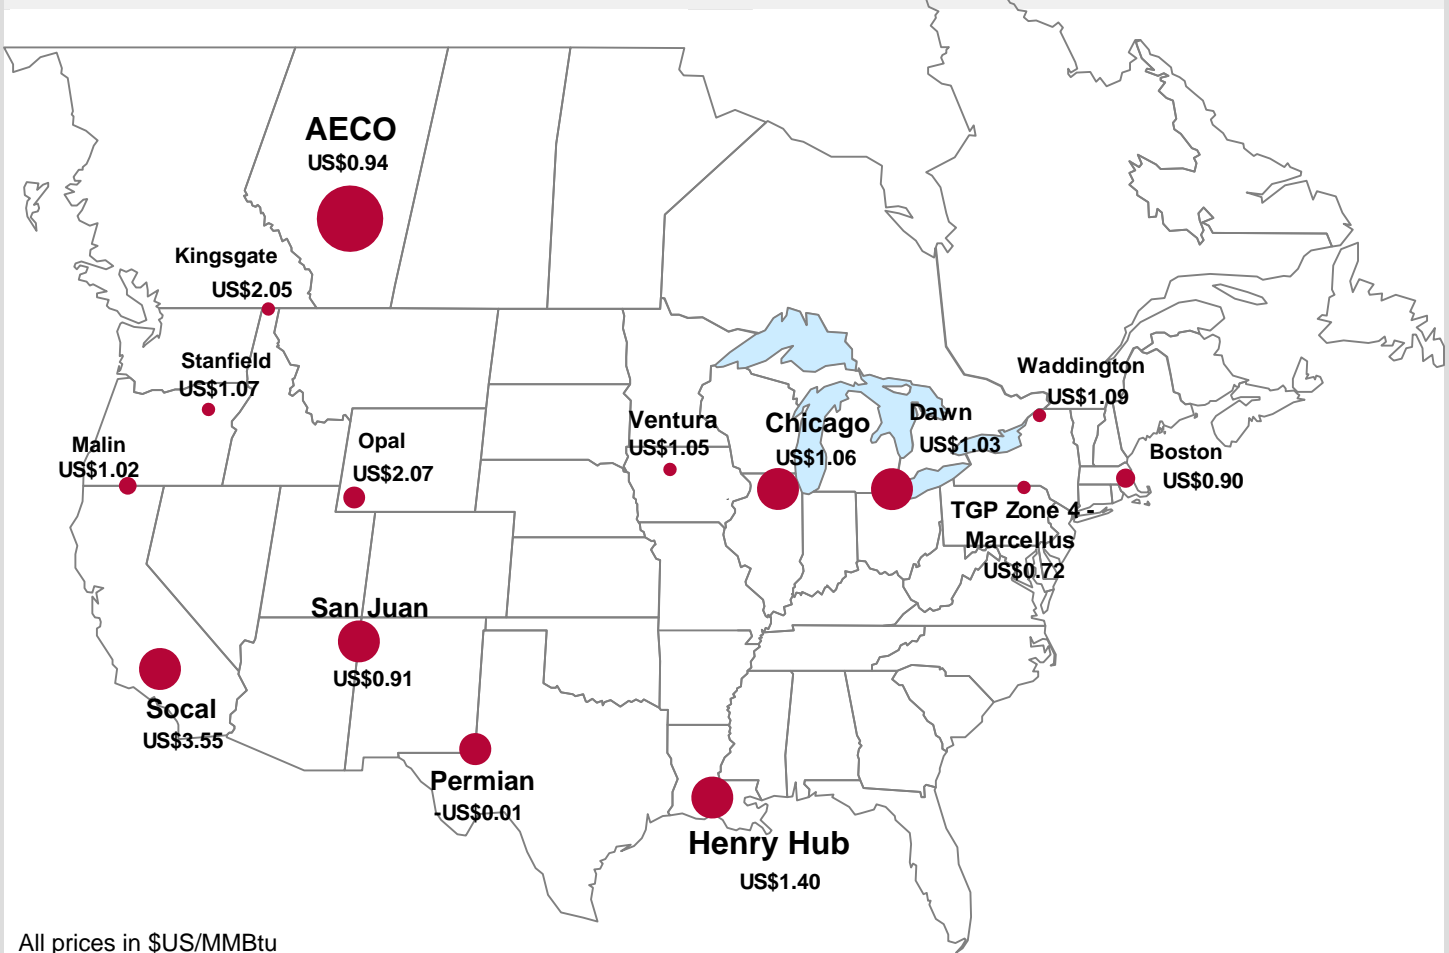 AECO
US$0.94
Kingsgate
US$2.05
Stanfield
US$1.07
Malin
US$1.02
Opal
US$2.07
Ventura
US$1.05
Chicago
US$1.06
Dawn
US$1.03
Waddington
US$1.09
Boston
US$0.90
TGP Zone 4 -
Marcellus
US$0.72
San Juan
US$0.91
Socal
US$3.55
Permian
-US$0.01
Henry Hub
US$1.40
All prices in $US/MMBtu